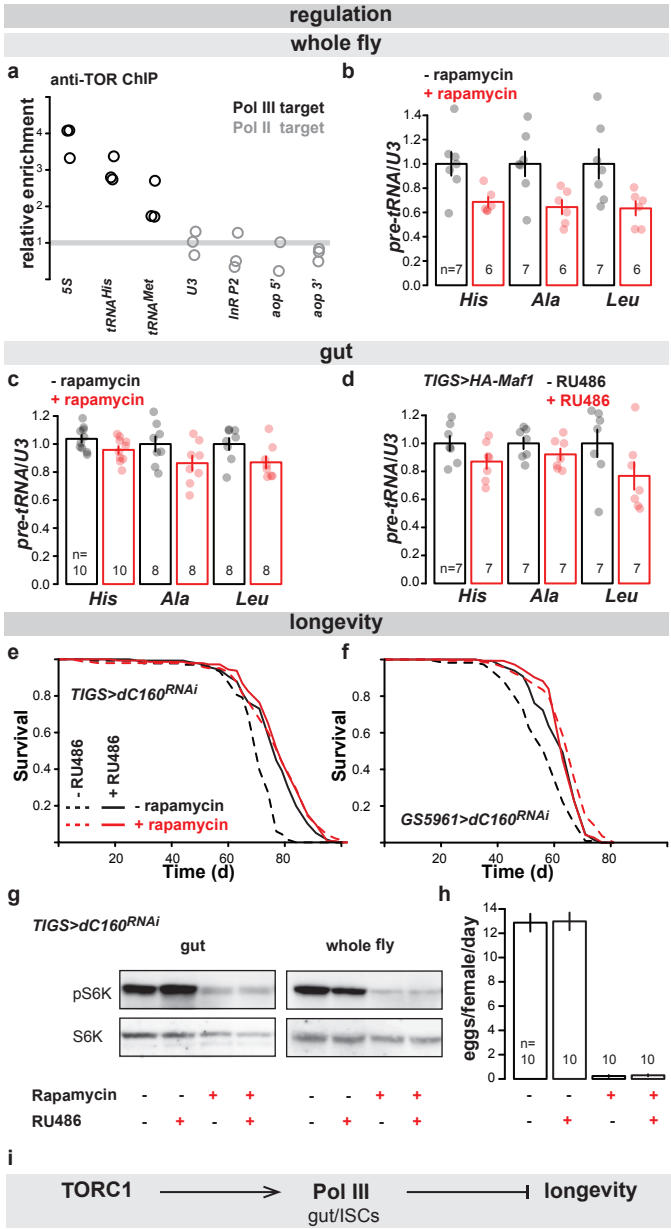 regulation
whole fly
a
anti-TOR ChIP
Pol III target
Pol II target
relative enrichment
4
3
2
1
5S
tRNAHis
tRNAMet
U3
InR P2
aop 5'
aop 3'
b
- rapamycin
+ rapamycin
pre-tRNA/U3
1.4
1.2
1.0
0.8
0.6
0.4
0.2
0.0
n=7 6 7 6 7 6
His Ala Leu
gut
c
- rapamycin
+ rapamycin
pre-tRNA/U3
1.2
1.0
0.8
0.6
0.4
0.2
0.0
n=
10 10 8 8 8 8
His Ala Leu
d
TIGS>HA-Maf1
- RU486
+ RU486
pre-tRNA/U3
1.2
1.0
0.8
0.6
0.4
0.2
0.0
n=7 7 7 7 7 7
His Ala Leu
longevity
e
TIGS>dC160RNAi
Survival
0.8
0.6
0.4
0.2
- RU486
+ RU486
- rapamycin
+ rapamycin
20 40 60 80
Time (d)
f
GS5961>dC160RNAi
Survival
0.8
0.6
0.4
0.2
20 40 60 80
Time (d)
g
TIGS>dC160RNAi
gut whole fly
pS6K
S6K
Rapamycin - - + + - - + +
RU486 - + - + - + - +
h
eggs/female/day
14
12
10
8
6
4
2
0
n=
10 10 10 10
- - + +
- + - +
i
TORC1 Pol III longevity
gut/ISCs